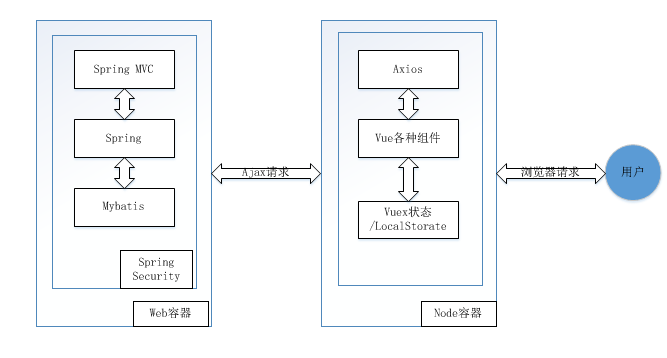 Spring MVC
Spring
Mybatis
Spring
Security
Web容器
Ajax请求
Axios
Vue各种组件
Vuex状态
/LocalStorate
Node容器
浏览器请求
用户